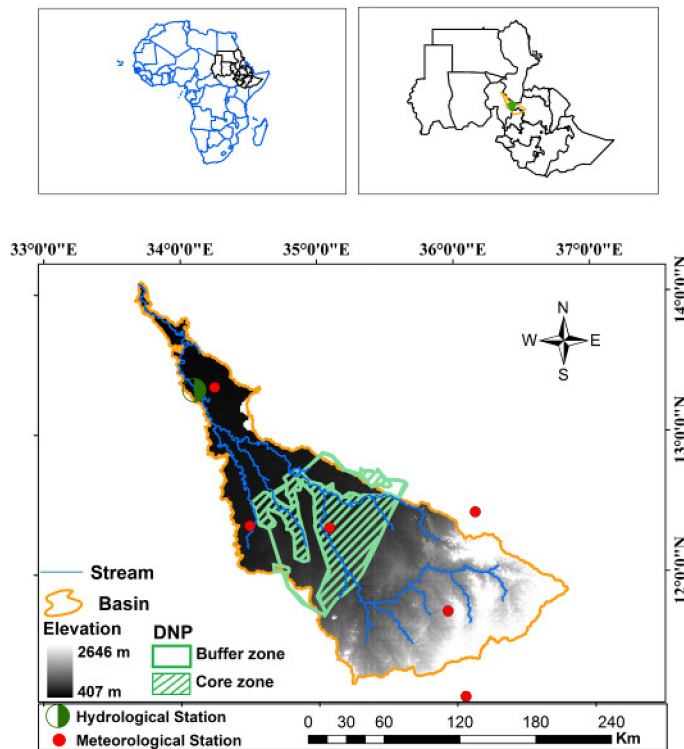 33°0'0"E 34°0'0"E 35°0'0"E 36°0'0"E 37°0'0"E
14°0'0"N
13°0'0"N
12°0'0"N
N
W E
S
Stream
Basin
Elevation
2646 m
407 m
DNP
Buffer zone
Core zone
Hydrological Station
Meteorological Station
0 30 60 120 180 240
Km